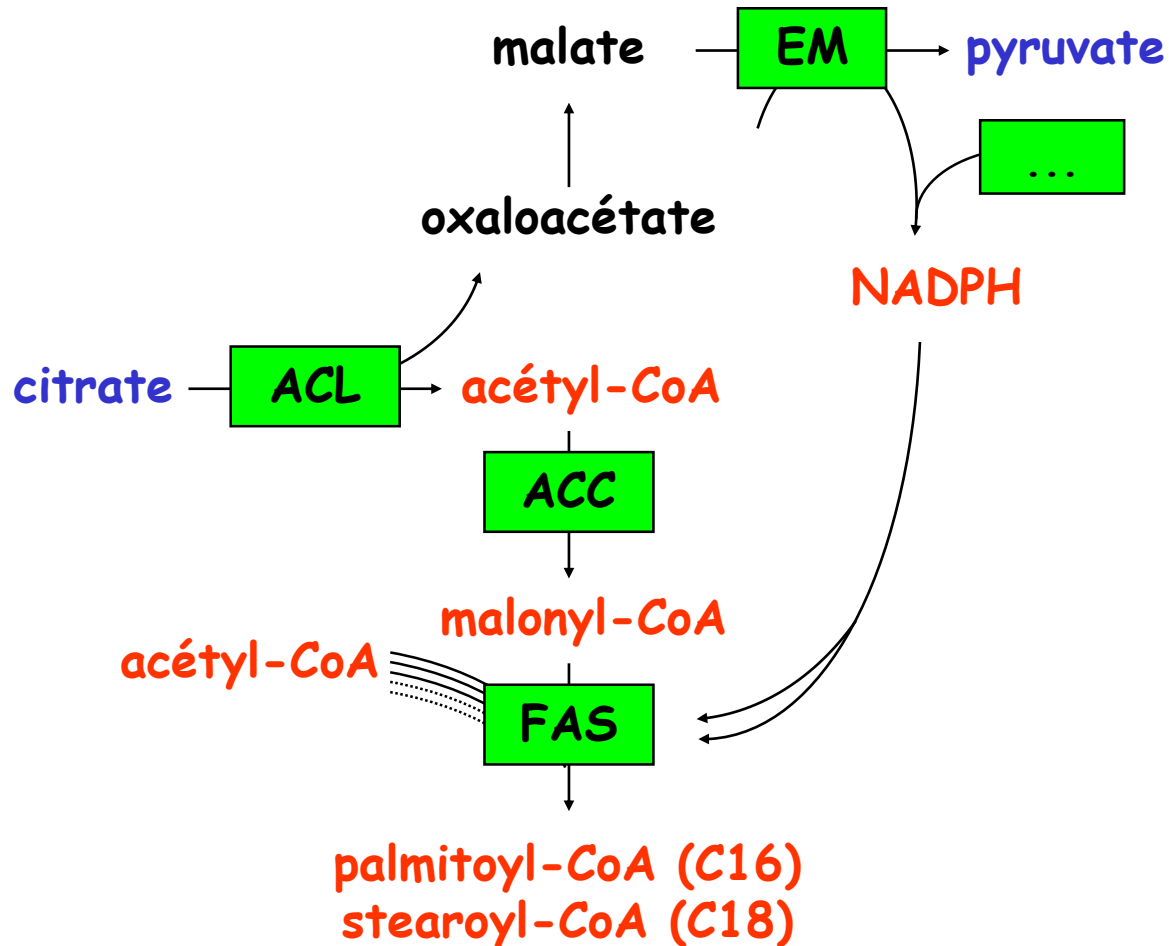 malate
EM
pyruvate
...
oxaloacétate
NADPH
citrate
ACL
acétyl-CoA
ACC
malonyl-CoA
acétyl-CoA
FAS
palmitoyl-CoA (C16)
stearoyl-CoA (C18)